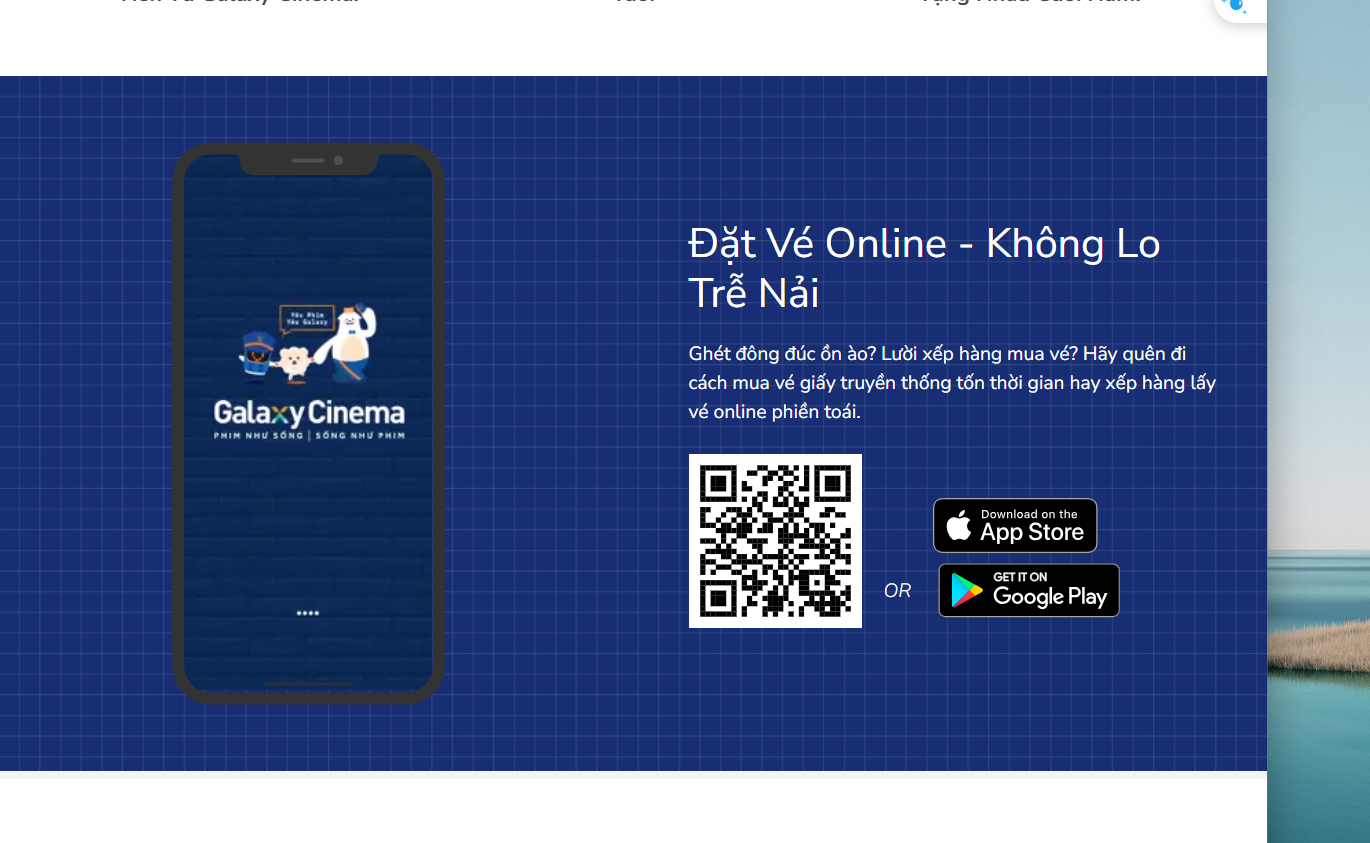 Đặt Vé Online - Không Lo
Trễ Nải
Ghét đông đúc ồn ào? Lười xếp hàng mua vé? Hãy quên đi
cách mua vé giấy truyền thống tốn thời gian hay xếp hàng lấy
vé online phiền toái.
Yêu Phim
Yêu Galaxy
Galaxy Cinema
PHIM NHƯ SỐNG | SỐNG NHƯ PHIM
Download on the
App Store
OR
GET IT ON
Google Play